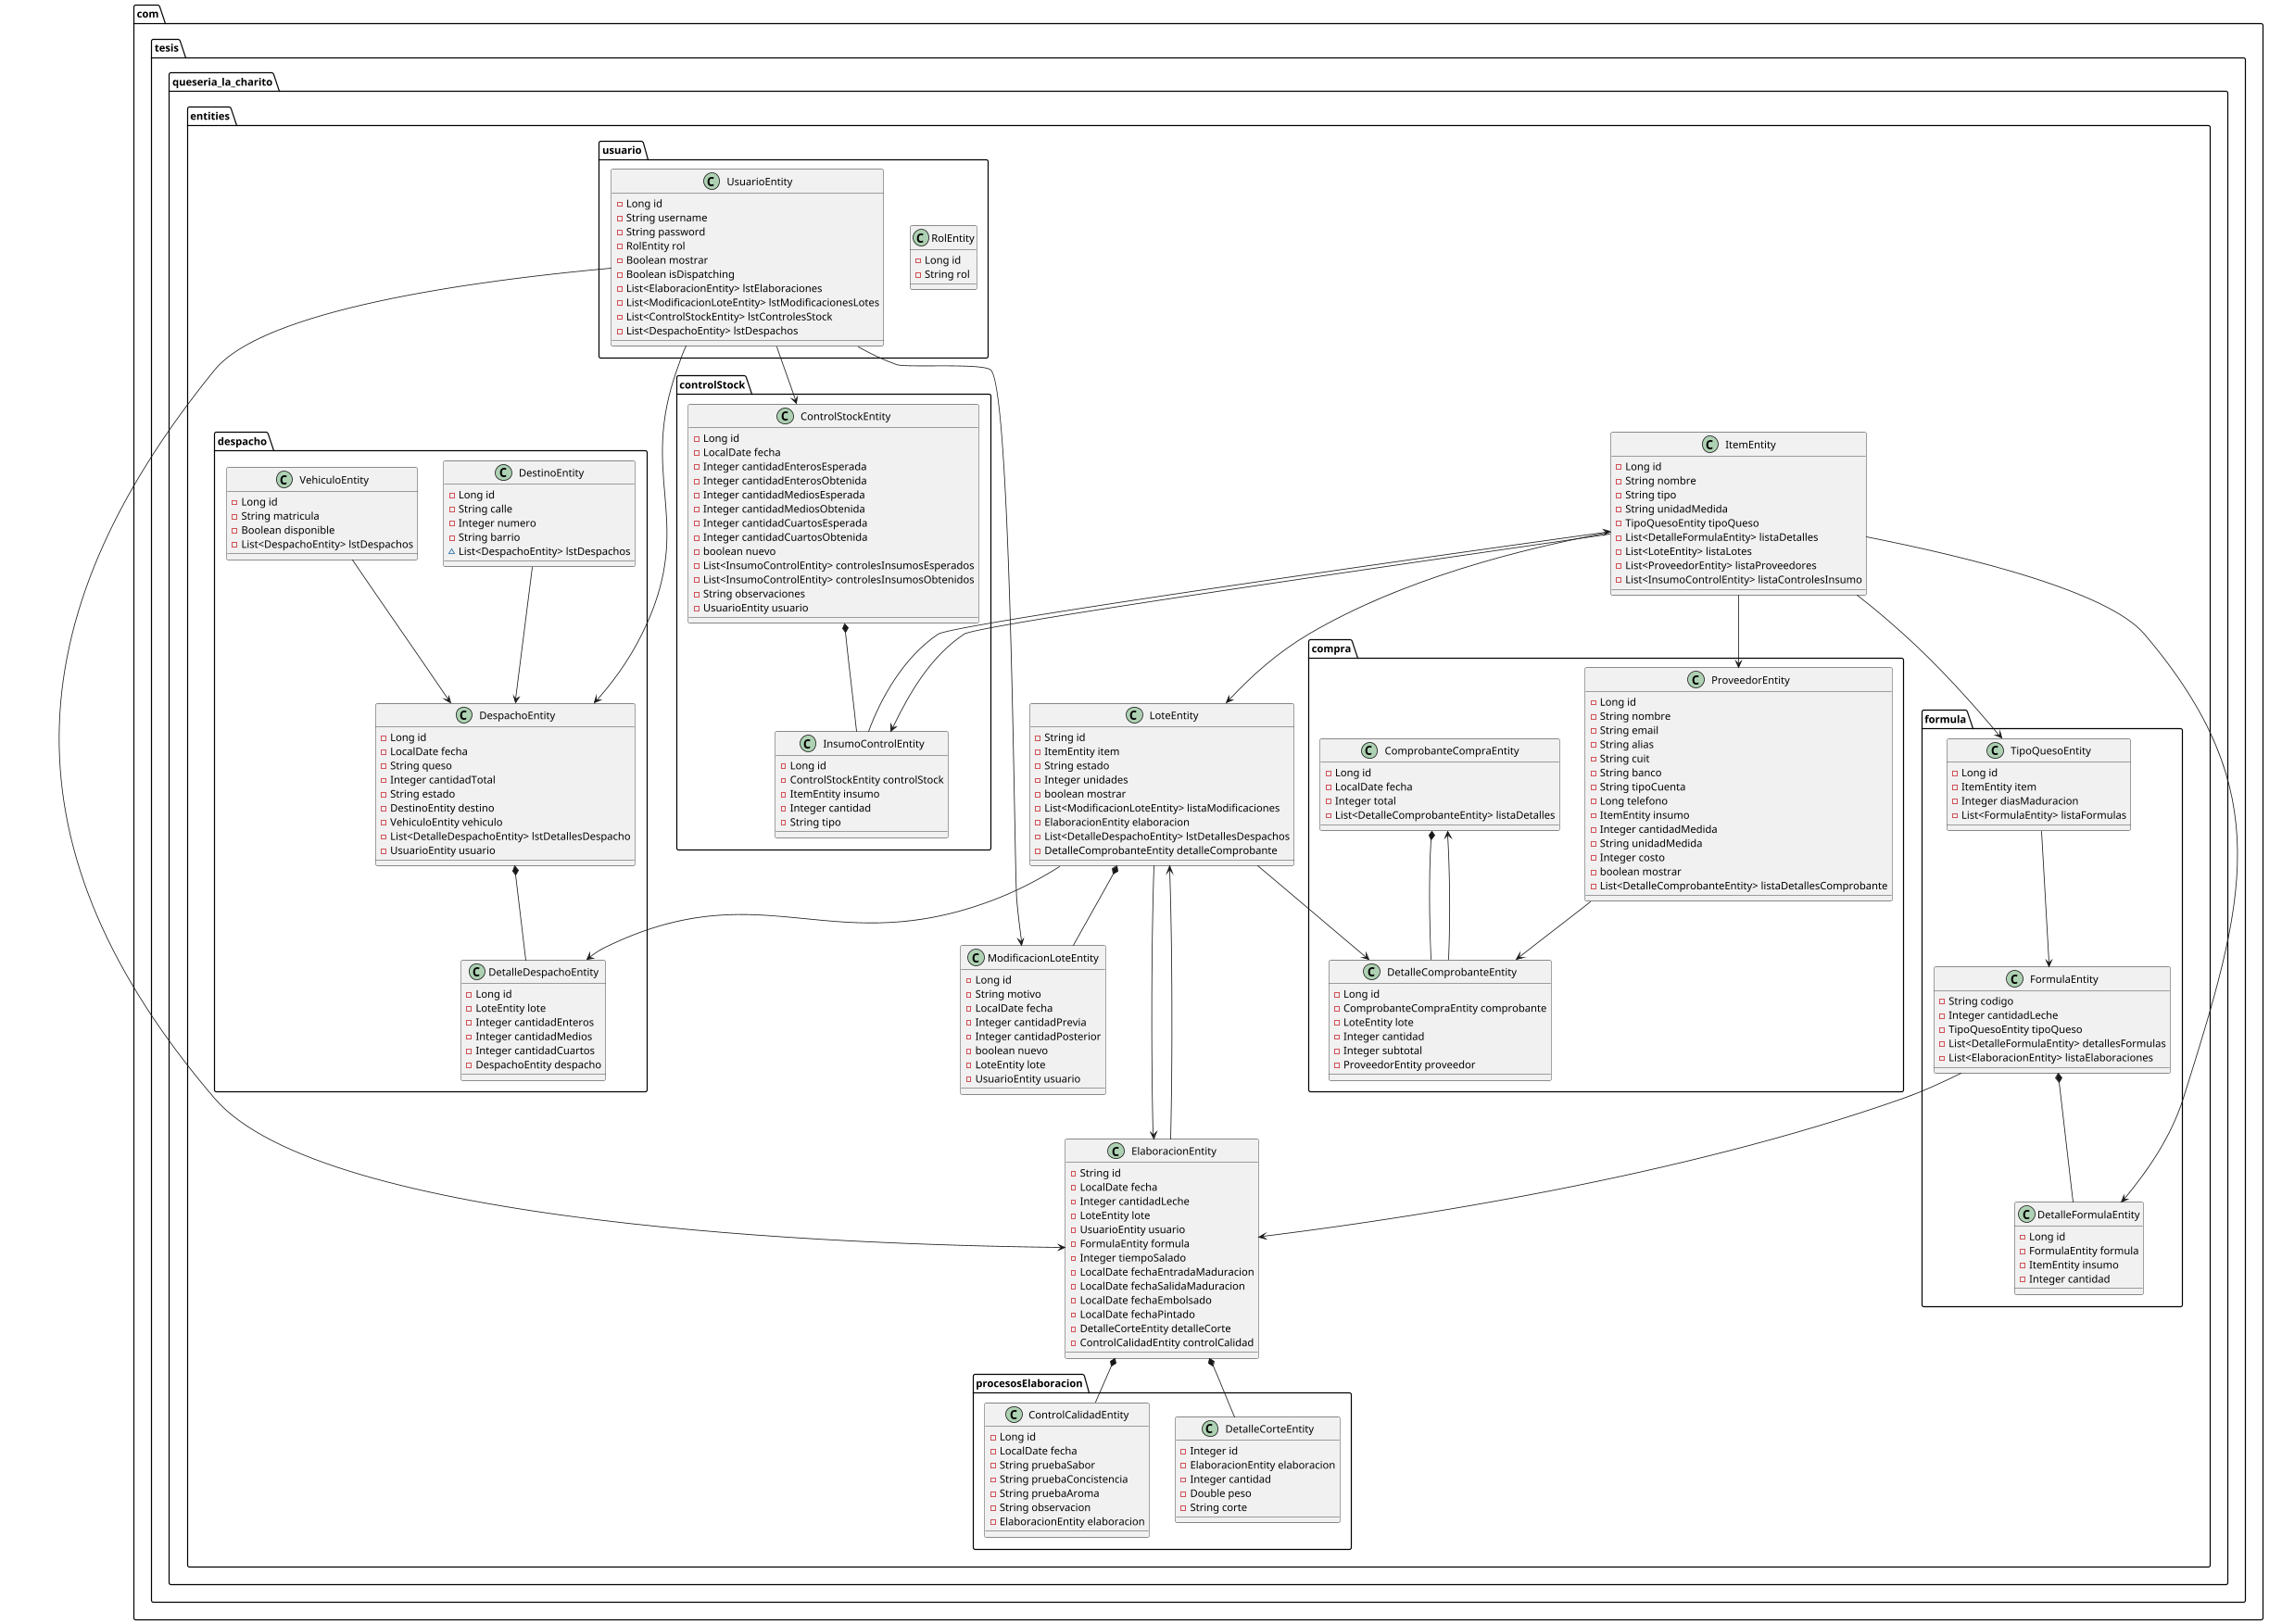 com
tesis
queseria_la_charito
entities
usuario
C UsuarioEntity
Long id
String username
String password
RolEntity rol
Boolean mostrar
Boolean isDispatching
List<ElaboracionEntity> lstElaboraciones
List<ModificacionLoteEntity> lstModificacionesLotes
List<ControlStockEntity> lstControlesStock
List<DespachoEntity> lstDespachos
C RolEntity
Long id
String rol
controlStock
C ControlStockEntity
Long id
LocalDate fecha
Integer cantidadEnterosEsperada
Integer cantidadEnterosObtenida
Integer cantidadMediosEsperada
Integer cantidadMediosObtenida
Integer cantidadCuartosEsperada
Integer cantidadCuartosObtenida
boolean nuevo
List<InsumoControlEntity> controlesInsumosEsperados
List<InsumoControlEntity> controlesInsumosObtenidos
String observaciones
UsuarioEntity usuario
C InsumoControlEntity
Long id
ControlStockEntity controlStock
ItemEntity insumo
Integer cantidad
String tipo
despacho
C VehiculoEntity
Long id
String matricula
Boolean disponible
List<DespachoEntity> lstDespachos
C DestinoEntity
Long id
String calle
Integer numero
String barrio
List<DespachoEntity> lstDespachos
C DespachoEntity
Long id
LocalDate fecha
String queso
Integer cantidadTotal
String estado
DestinoEntity destino
VehiculoEntity vehiculo
List<DetalleDespachoEntity> lstDetallesDespacho
UsuarioEntity usuario
C DetalleDespachoEntity
Long id
LoteEntity lote
Integer cantidadEnteros
Integer cantidadMedios
Integer cantidadCuartos
DespachoEntity despacho
C ItemEntity
Long id
String nombre
String tipo
String unidadMedida
TipoQuesoEntity tipoQueso
List<DetalleFormulaEntity> listaDetalles
List<LoteEntity> listaLotes
List<ProveedorEntity> listaProveedores
List<InsumoControlEntity> listaControlesInsumo
C LoteEntity
String id
ItemEntity item
String estado
Integer unidades
boolean mostrar
List<ModificacionLoteEntity> listaModificaciones
ElaboracionEntity elaboracion
List<DetalleDespachoEntity> lstDetallesDespachos
DetalleComprobanteEntity detalleComprobante
compra
C ComprobanteCompraEntity
Long id
LocalDate fecha
Integer total
List<DetalleComprobanteEntity> listaDetalles
C ProveedorEntity
Long id
String nombre
String email
String alias
String cuit
String banco
String tipoCuenta
Long telefono
ItemEntity insumo
Integer cantidadMedida
String unidadMedida
Integer costo
boolean mostrar
List<DetalleComprobanteEntity> listaDetallesComprobante
C DetalleComprobanteEntity
Long id
ComprobanteCompraEntity comprobante
LoteEntity lote
Integer cantidad
Integer subtotal
ProveedorEntity proveedor
formula
C TipoQuesoEntity
Long id
ItemEntity item
Integer diasMaduracion
List<FormulaEntity> listaFormulas
C FormulaEntity
String codigo
Integer cantidadLeche
TipoQuesoEntity tipoQueso
List<DetalleFormulaEntity> detallesFormulas
List<ElaboracionEntity> listaElaboraciones
C DetalleFormulaEntity
Long id
FormulaEntity formula
ItemEntity insumo
Integer cantidad
C ModificacionLoteEntity
Long id
String motivo
LocalDate fecha
Integer cantidadPrevia
Integer cantidadPosterior
boolean nuevo
LoteEntity lote
UsuarioEntity usuario
C ElaboracionEntity
String id
LocalDate fecha
Integer cantidadLeche
LoteEntity lote
UsuarioEntity usuario
FormulaEntity formula
Integer tiempoSalado
LocalDate fechaEntradaMaduracion
LocalDate fechaSalidaMaduracion
LocalDate fechaEmbolsado
LocalDate fechaPintado
DetalleCorteEntity detalleCorte
ControlCalidadEntity controlCalidad
procesosElaboracion
C ControlCalidadEntity
Long id
LocalDate fecha
String pruebaSabor
String pruebaConcistencia
String pruebaAroma
String observacion
ElaboracionEntity elaboracion
C DetalleCorteEntity
Integer id
ElaboracionEntity elaboracion
Integer cantidad
Double peso
String corte